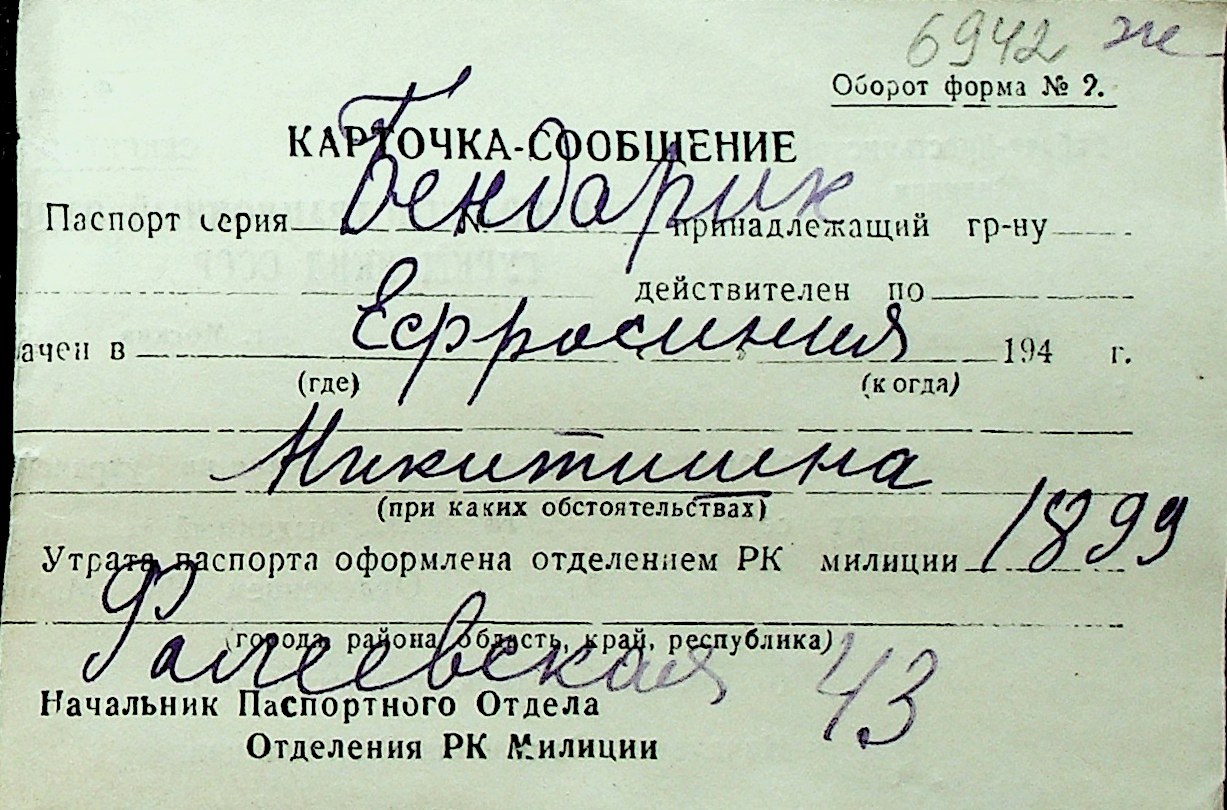 6942 же
Оборот форма № 2.
КАРТОЧКА-СООБЩЕНИЕ
Бендарик
Паспорт серия № принадлежащий гр-ну
действителен по
Ефросиния
ачен в 194 г.
(где) (когда)
Никитишна
(при каких обстоятельствах)
1899
Утрата паспорта оформлена отделением РК милиции
(города, района, область, край, республика)
Фалеевская 43
Начальник Паспортного Отдела
Отделения РК Милиции